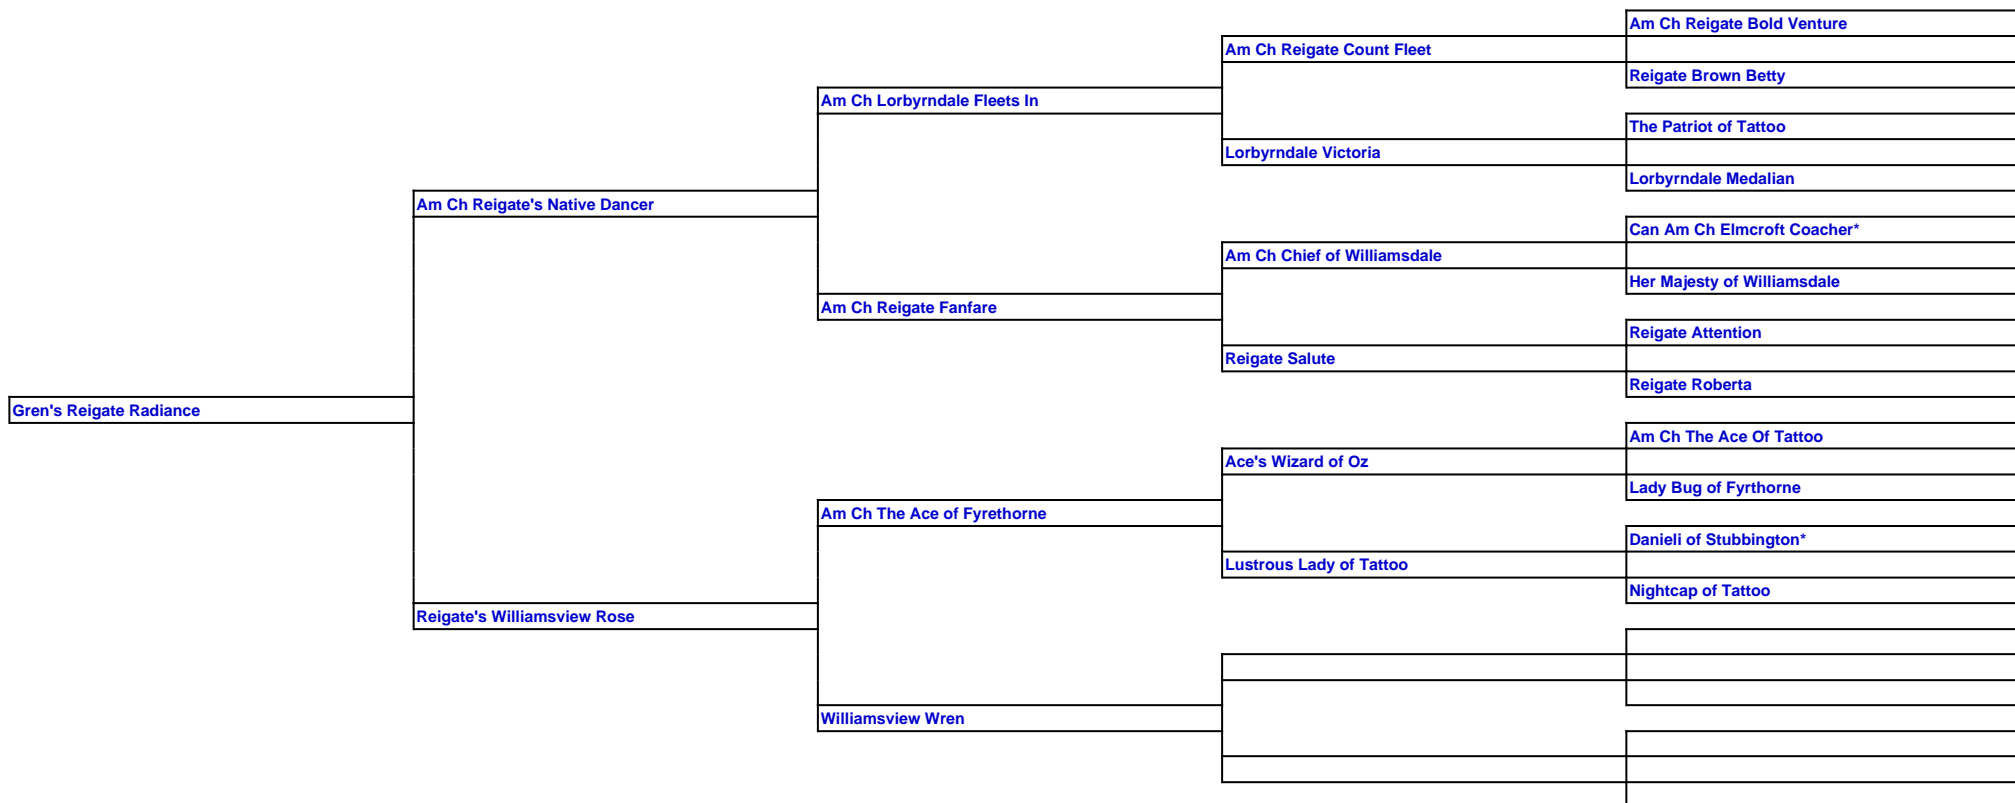 Am Ch Reigate Bold Venture
Am Ch Reigate Count Fleet
Reigate Brown Betty
Am Ch Lorbyrndale Fleets In
The Patriot of Tattoo
Lorbyrndale Victoria
Lorbyrndale Medalian
Am Ch Reigate's Native Dancer
Can Am Ch Elmcroft Coacher*
Am Ch Chief of Williamsdale
Her Majesty of Williamsdale
Am Ch Reigate Fanfare
Reigate Attention
Reigate Salute
Reigate Roberta
Gren's Reigate Radiance
Am Ch The Ace Of Tattoo
Ace's Wizard of Oz
Lady Bug of Fyrthorne
Am Ch The Ace of Fyrethorne
Danieli of Stubbington*
Lustrous Lady of Tattoo
Nightcap of Tattoo
Reigate's Williamsview Rose
Williamsview Wren